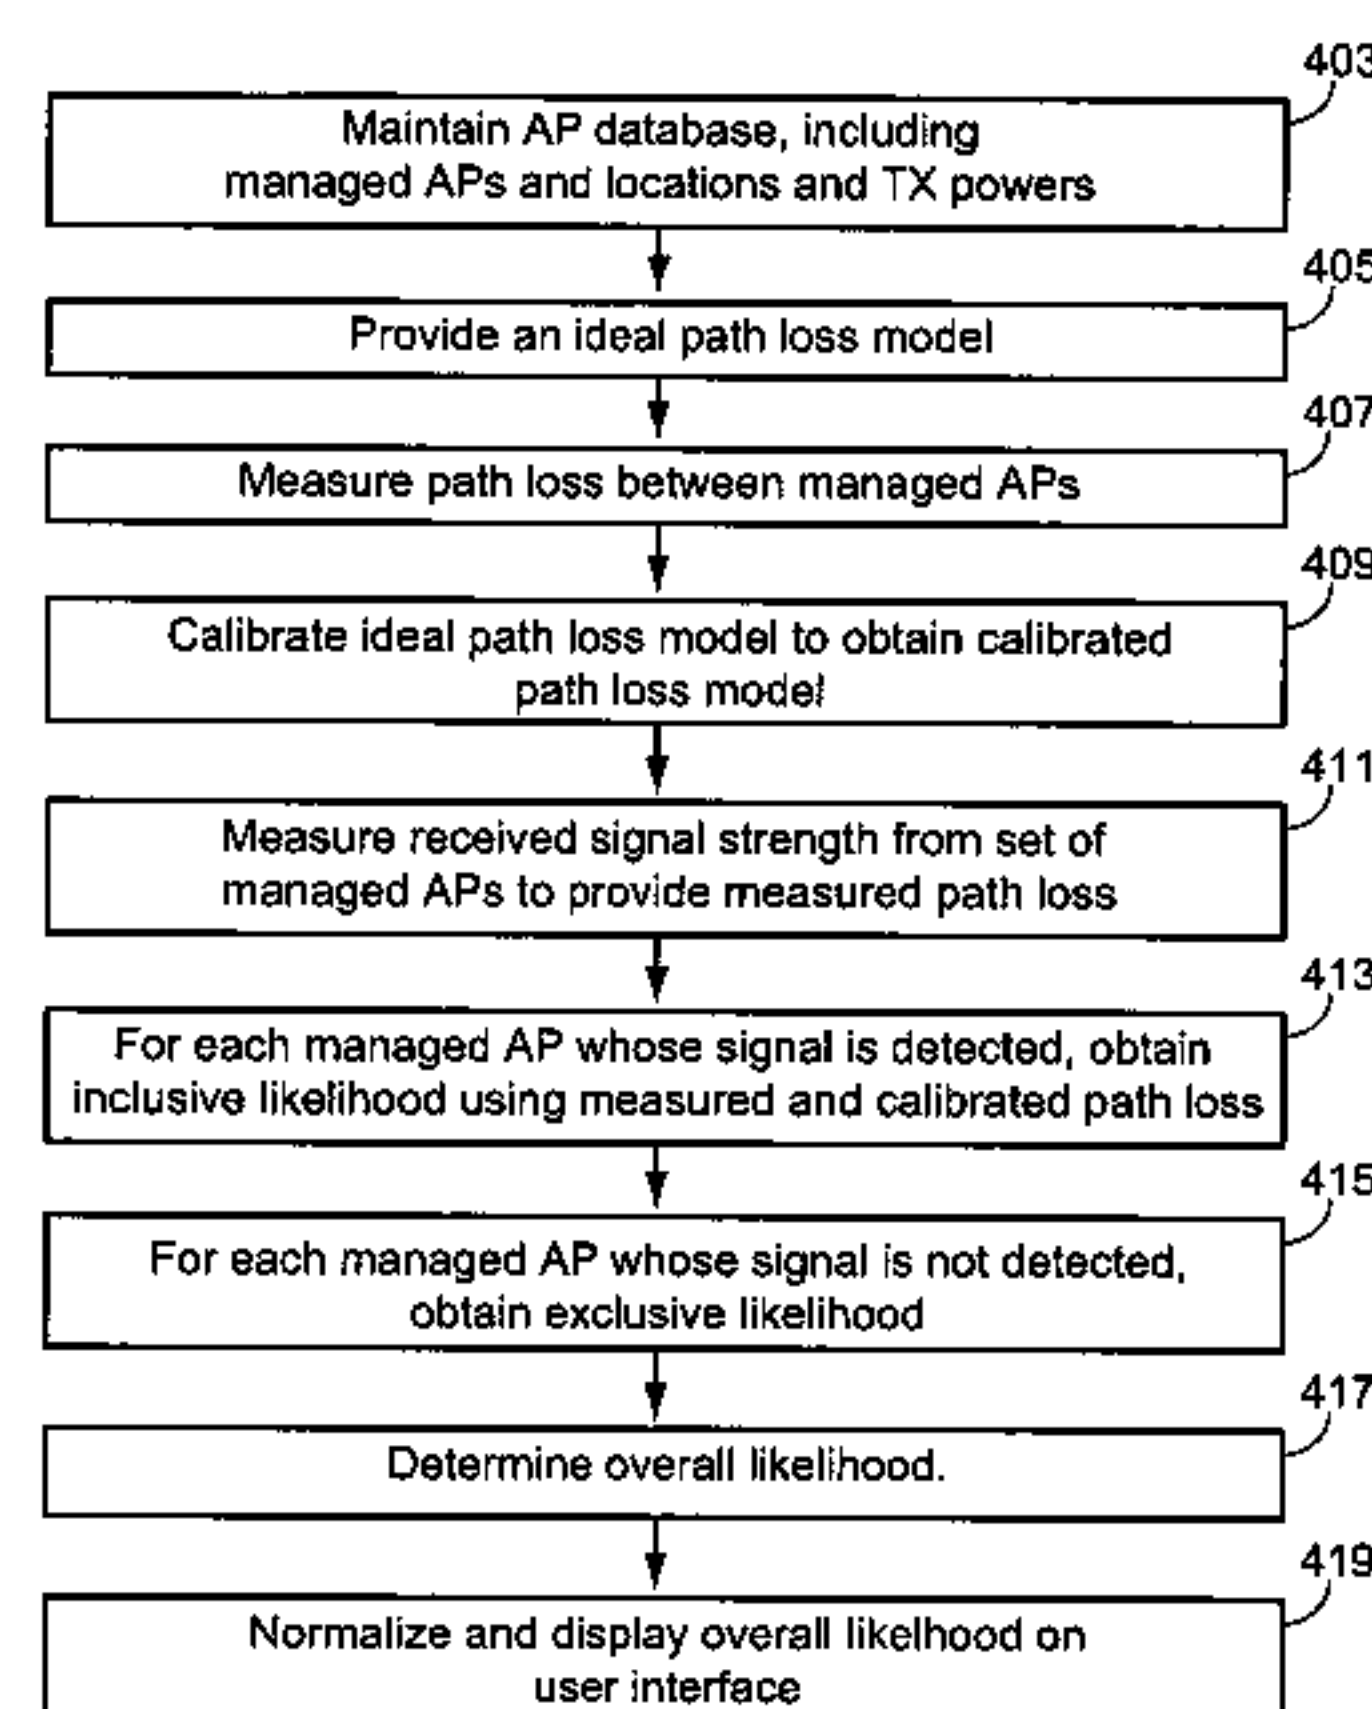 403
Maintain AP database, including
managed APs and locations and TX powers
405
Provide an ideal path loss model
407
Measure path loss between managed APs
409
Calibrate ideal path loss model to obtain calibrated
path loss model
411
Measure received signal strength from set of
managed APs to provide measured path loss
413
For each managed AP whose signal is detected, obtain
inclusive likelihood using measured and calibrated path loss
415
For each managed AP whose signal is not detected,
obtain exclusive likelihood
417
Determine overall likelihood.
419
Normalize and display overall likelhood on
user interface